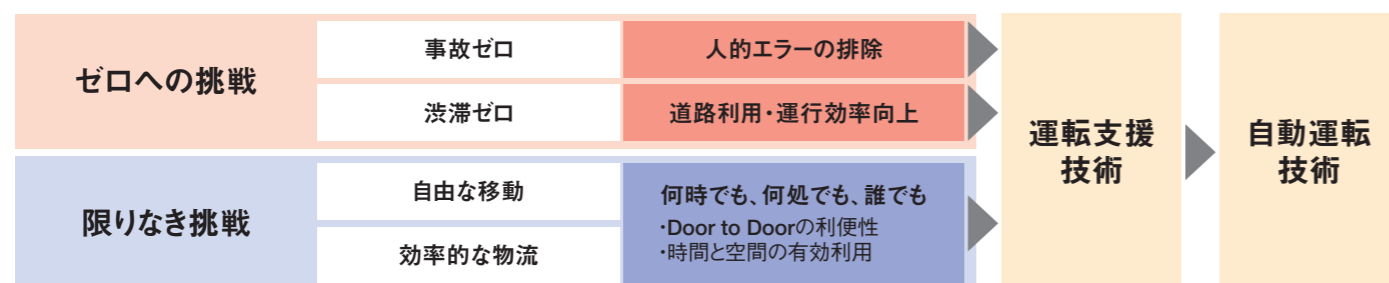 ゼロへの挑戦
事故ゼロ
人的エラーの排除
渋滞ゼロ
道路利用・運行効率向上
限りなき挑戦
自由な移動
効率的な物流
何時でも、何処でも、誰でも
・Door to Doorの利便性
・時間と空間の有効利用
運転支援
技術
自動運転
技術